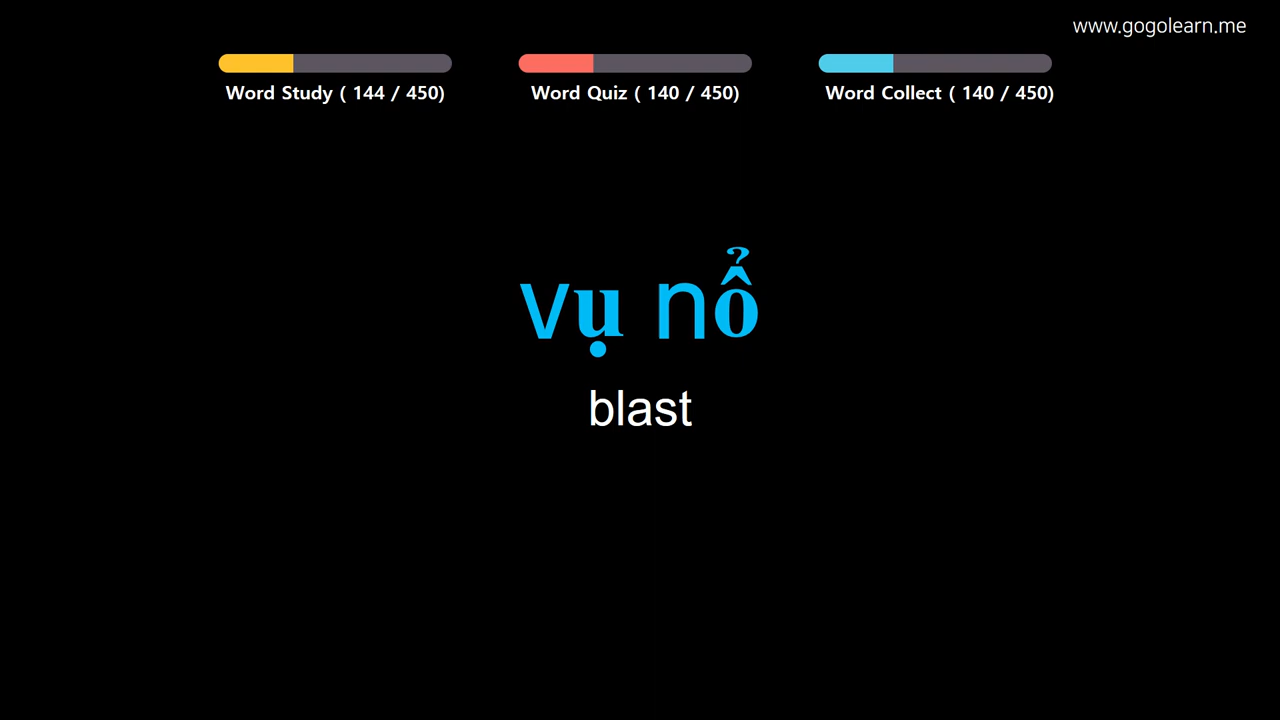 www.gogolearn.me
Word Study ( 144 / 450)
Word Quiz ( 140 / 450)
Word Collect ( 140 / 450)
vụ nổ
blast